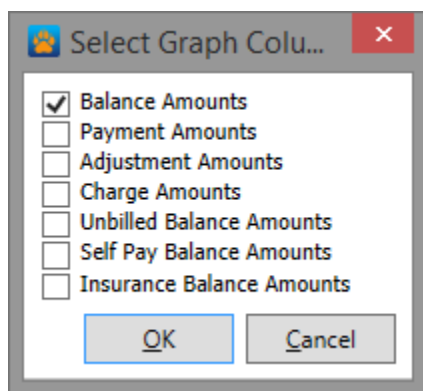 Select Graph Colu...
Balance Amounts
Payment Amounts
Adjustment Amounts
Charge Amounts
Unbilled Balance Amounts
Self Pay Balance Amounts
Insurance Balance Amounts
OK Cancel